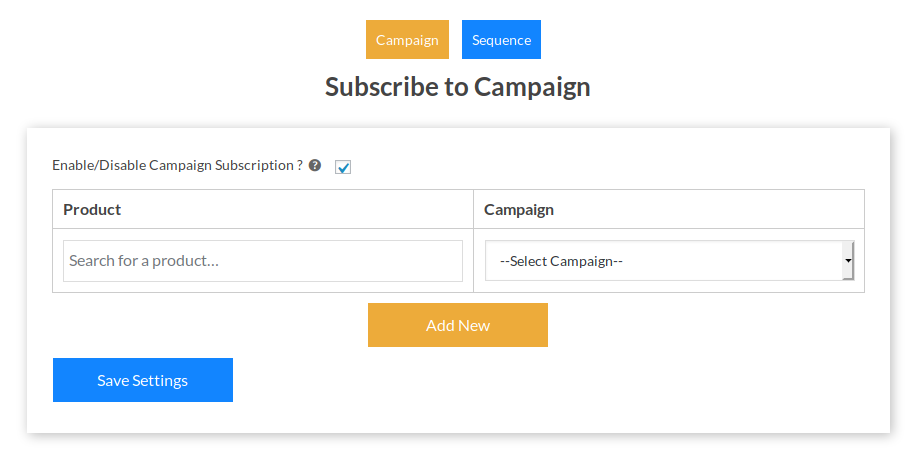 Campaign Sequence
Subscribe to Campaign
Enable/Disable Campaign Subscription ? ?
Product Campaign
Search for a product... --Select Campaign--
Add New
Save Settings